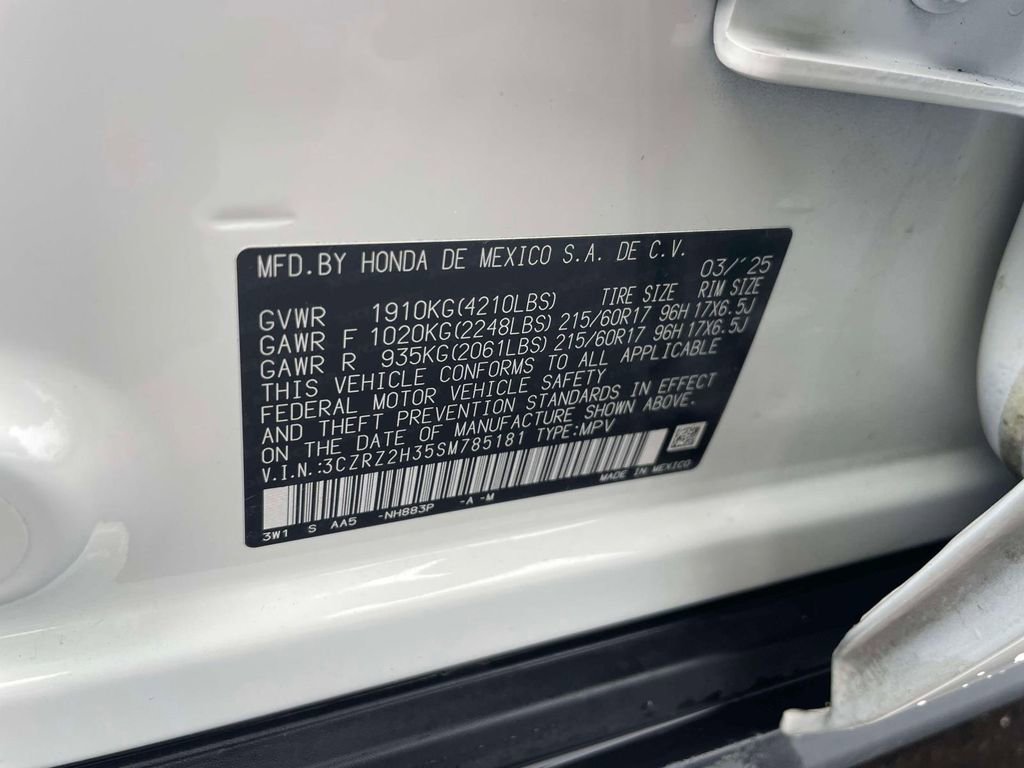 MFD.BY HONDA DE MEXICO S.A. DE C.V.
03/'25
TIRE SIZE RIM SIZE
GVWR 1910KG(4210LBS)
GAWR F 1020KG(2248LBS) 215/60R17 96H 17X6.5J
GAWR R 935KG(2061LBS) 215/60R17 96H 17X6.5J
THIS VEHICLE CONFORMS TO ALL APPLICABLE
FEDERAL MOTOR VEHICLE SAFETY
AND THEFT PREVENTION STANDARDS IN EFFECT
ON THE DATE OF MANUFACTURE SHOWN ABOVE.
V.I.N.:3CZRZ2H35SM785181 TYPE:MPV
MADE IN MEXICO
3W1 S AA5 -NH883P -A -M